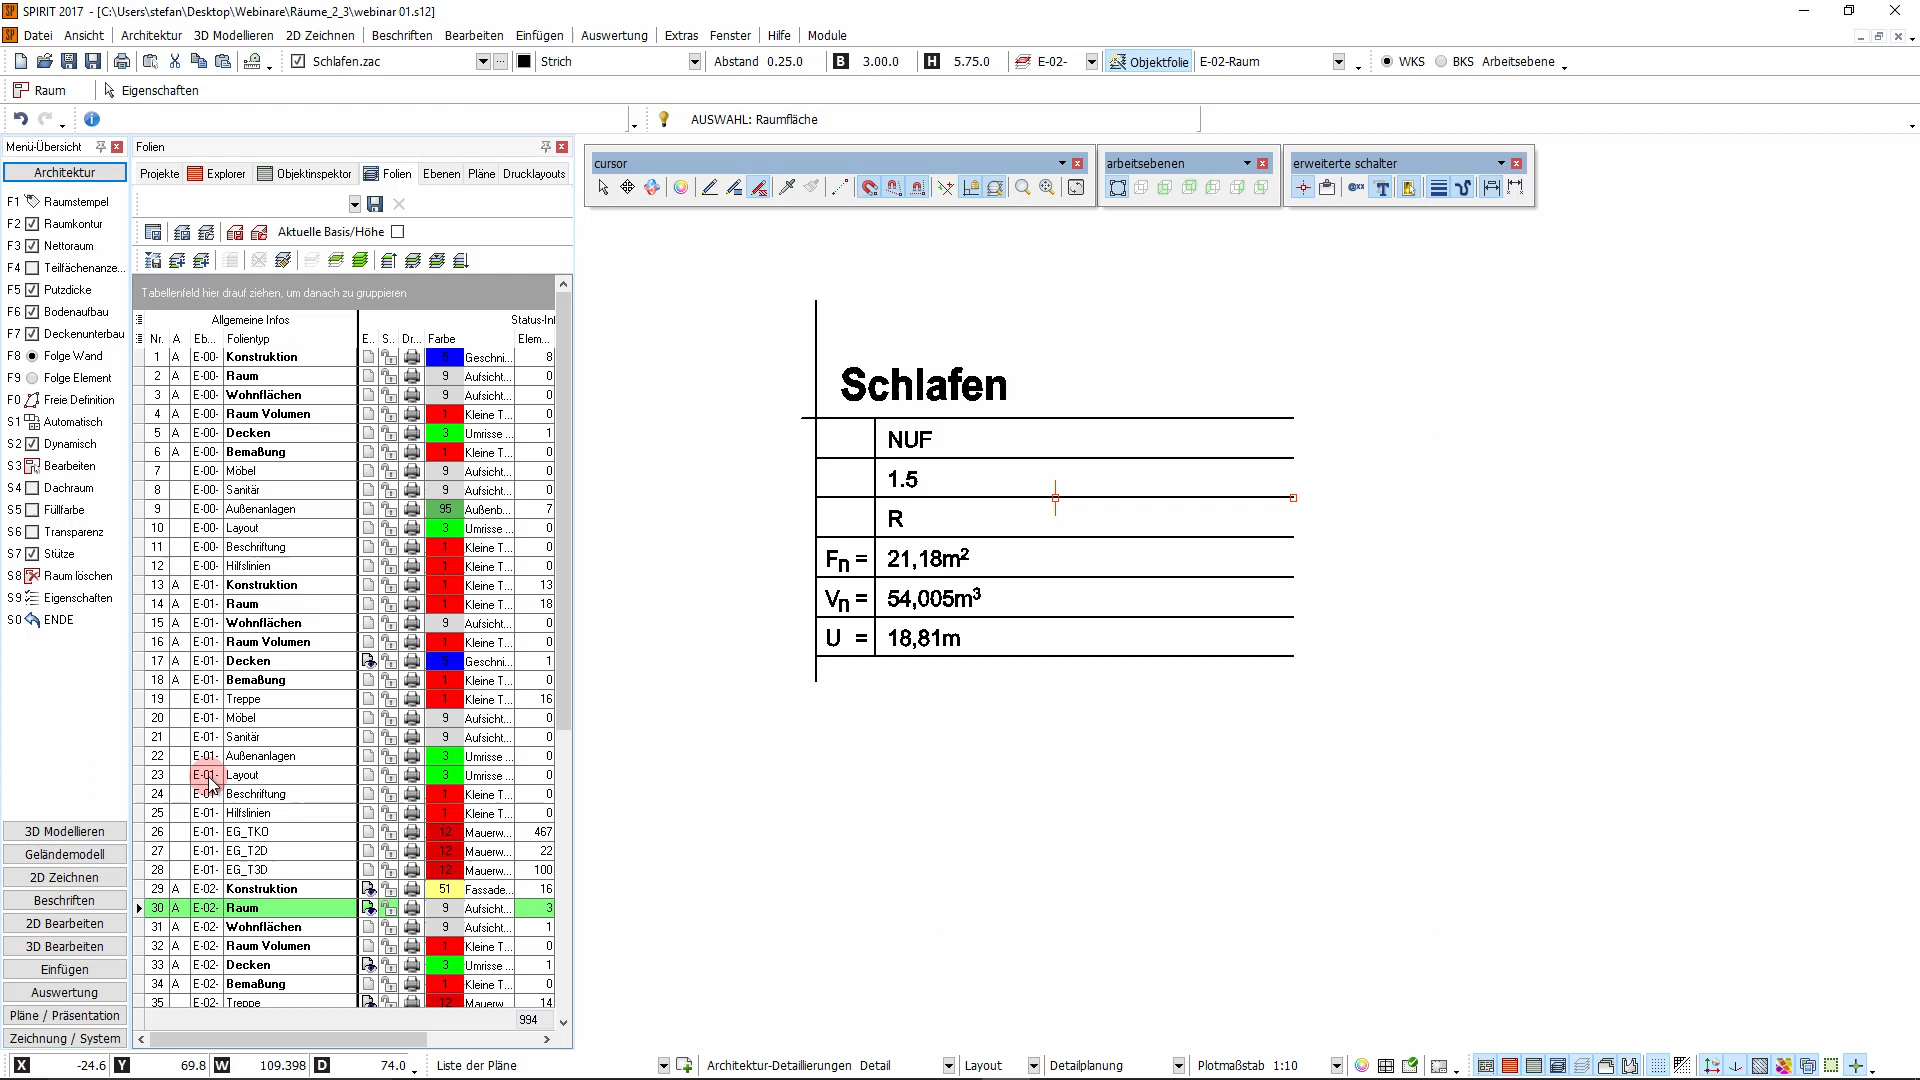 SPIRIT 2017 - [C:\Users\stefan\Desktop\Webinare\Räume_2_3\webinar 01.s12]
Datei Ansicht Architektur 3D Modellieren 2D Zeichnen Beschriften Bearbeiten Einfügen Auswertung Extras Fenster Hilfe Module
Schlafen.zac Strich Abstand 0.25.0 B 3.00.0 H 5.75.0 E-02- Objektfolie E-02-Raum WKS BKS Arbeitsebene
Raum Eigenschaften
AUSWAHL: Raumfläche
Menü-Übersicht
Architektur
F1 Raumstempel
F2 Raumkontur
F3 Nettoraum
F4 Teilflächenanze...
F5 Putzdicke
F6 Bodenaufbau
F7 Deckenunterbau
F8 Folge Wand
F9 Folge Element
F0 Freie Definition
S1 Automatisch
S2 Dynamisch
S3 Bearbeiten
S4 Dachraum
S5 Füllfarbe
S6 Transparenz
S7 Stütze
S8 Raum löschen
S9 Eigenschaften
S0 ENDE
3D Modellieren
Geländemodell
2D Zeichnen
Beschriften
2D Bearbeiten
3D Bearbeiten
Einfügen
Auswertung
Pläne / Präsentation
Zeichnung / System
Folien
Projekte Explorer Objektinspektor Folien Ebenen Pläne Drucklayouts
Aktuelle Basis/Höhe
Tabellenfeld hier drauf ziehen, um danach zu gruppieren
Allgemeine Infos Status-Inf
Nr. A Eb... Folientyp E.. S.. Dr... Farbe Elem...
1 A E-00- Konstruktion 5 Geschni... 8
2 A E-00- Raum 9 Aufsicht... 0
3 A E-00- Wohnflächen 9 Aufsicht... 0
4 A E-00- Raum Volumen 1 Kleine T... 0
5 A E-00- Decken 3 Umrisse ... 1
6 A E-00- Bemaßung 1 Kleine T... 0
7 E-00- Möbel 9 Aufsicht... 0
8 E-00- Sanitär 9 Aufsicht... 0
9 E-00- Außenanlagen 95 Außenb... 7
10 E-00- Layout 3 Umrisse ... 0
11 E-00- Beschriftung 1 Kleine T... 0
12 E-00- Hilfslinien 1 Kleine T... 0
13 A E-01- Konstruktion 1 Kleine T... 13
14 A E-01- Raum 1 Kleine T... 18
15 A E-01- Wohnflächen 9 Aufsicht... 0
16 A E-01- Raum Volumen 1 Kleine T... 0
17 A E-01- Decken 5 Geschni... 1
18 A E-01- Bemaßung 1 Kleine T... 0
19 E-01- Treppe 1 Kleine T... 16
20 E-01- Möbel 9 Aufsicht... 0
21 E-01- Sanitär 9 Aufsicht... 0
22 E-01- Außenanlagen 3 Umrisse ... 0
23 E-01- Layout 3 Umrisse ... 0
24 E-01- Beschriftung 1 Kleine T... 0
25 E-01- Hilfslinien 1 Kleine T... 0
26 E-01- EG_TKO 12 Mauerw... 467
27 E-01- EG_T2D 12 Mauerw... 22
28 E-01- EG_T3D 12 Mauerw... 100
29 A E-02- Konstruktion 51 Fassade... 16
30 A E-02- Raum 9 Aufsicht... 3
31 A E-02- Wohnflächen 9 Aufsicht... 1
32 A E-02- Raum Volumen 1 Kleine T... 0
33 A E-02- Decken 3 Umrisse ... 1
34 A E-02- Bemaßung 1 Kleine T... 0
35 E-02- Treppe 12 Mauerw... 14
994
cursor
arbeitsebenen
erweiterte schalter
Schlafen
NUF
1.5
R
Fn = 21,18m²
Vn = 54,005m³
U = 18,81m
X -24.6 Y 69.8 W 109.398 D 74.0 Liste der Pläne Architektur-Detaillierungen Detail Layout Detailplanung Plotmaßstab 1:10